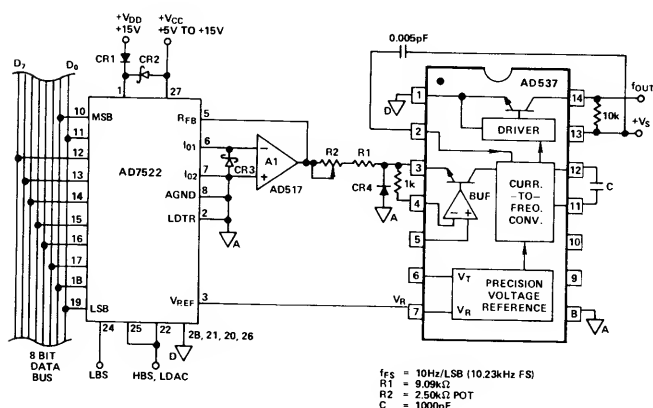 +VDD
+15V
+VCC
+5V TO +15V
0.005pF
D7
D0
CR1
CR2
1
27
10
MSB
11
12
13
14
15
16
17
1B
19
LSB
AD7522
RFB
5
IO1
6
IO2
7
AGND
8
LDTR
2
VREF
3
CR3
A1
AD517
A
R2
R1
CR4
A
1k
24
25
22
2B, 21, 20, 26
D
8 BIT
DATA
BUS
LBS
HBS, LDAC
VR
AD537
D
1
2
3
4
5
6
7
14
13
12
11
10
9
8
DRIVER
BUF
CURR.
-TO-
FREQ.
CONV.
VT
VR
PRECISION
VOLTAGE
REFERENCE
fOUT
10k
+VS
C
A
fFS = 10Hz/LSB (10.23kHz FS)
R1 = 9.09kΩ
R2 = 2.50kΩ POT
C = 1000pF